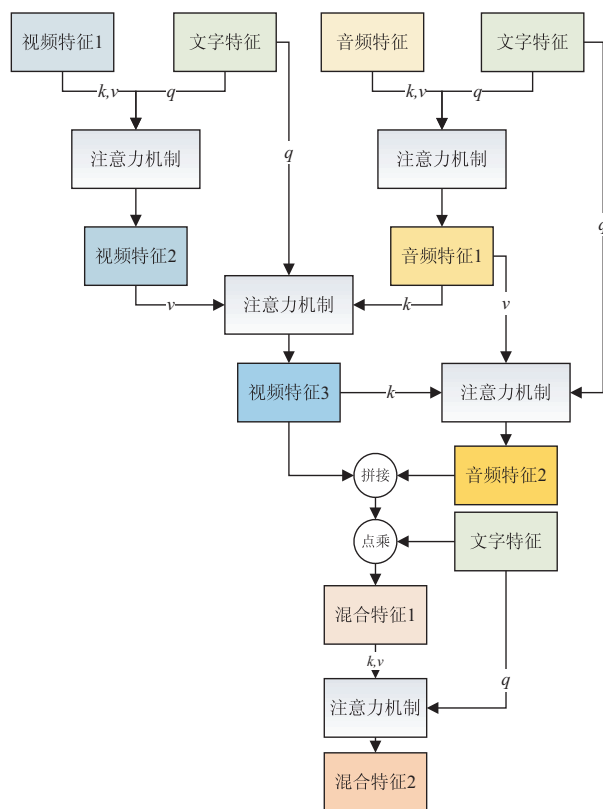 视频特征1
文字特征
音频特征
文字特征
k,v
q
k,v
q
注意力机制
q
注意力机制
q
视频特征2
音频特征1
v
注意力机制
k
v
视频特征3
k
注意力机制
拼接
音频特征2
点乘
文字特征
混合特征1
k,v
q
注意力机制
混合特征2